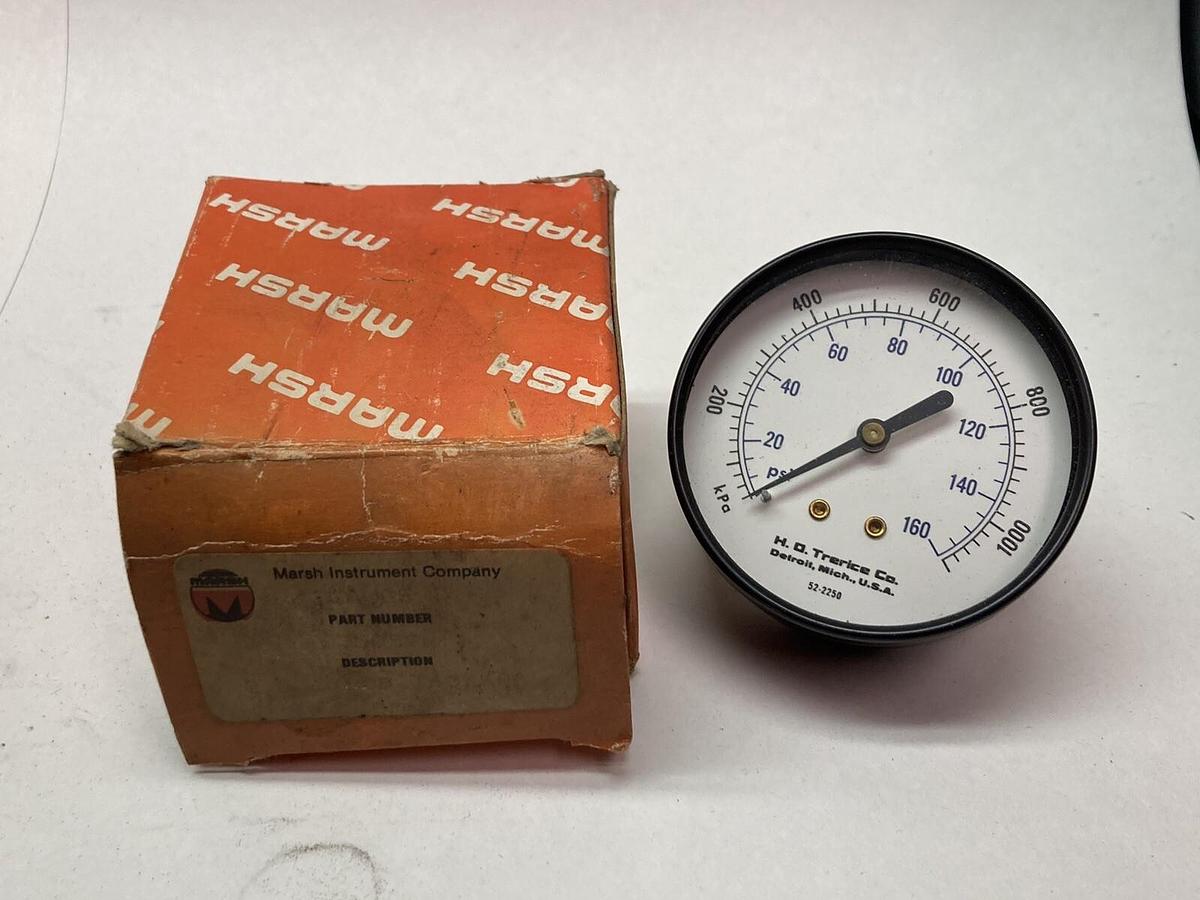 MARSH
MARSH
MARSH
MARSH
MARSH
RSH
M
MARSH
Marsh Instrument Company
PART NUMBER
DESCRIPTION
400
600
60
80
200
40
100
800
20
120
psi
kPa
140
160
1000
H. O. Trerice Co.
Detroit, Mich., U.S.A.
52-2250